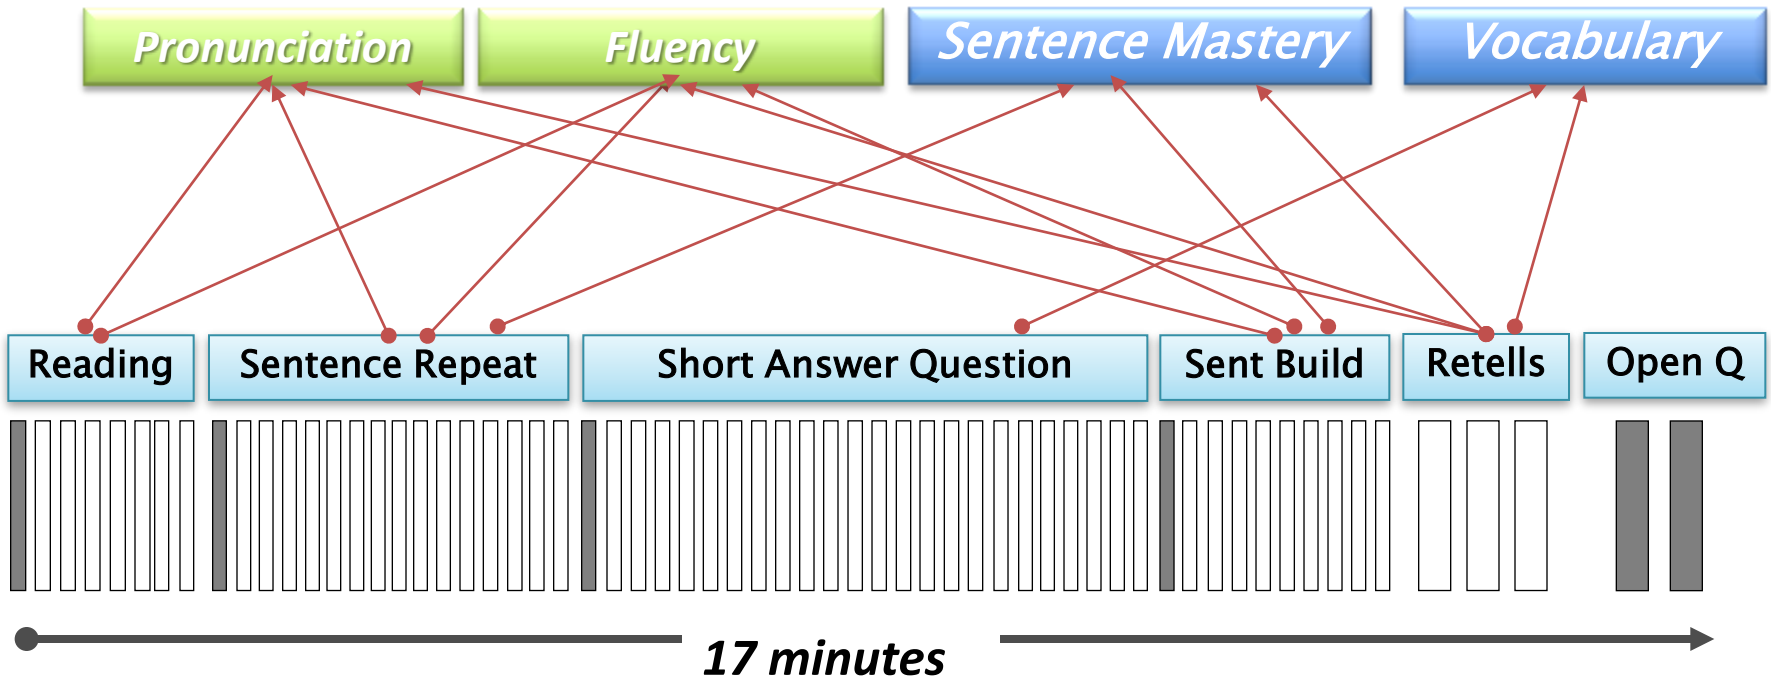 Pronunciation
Fluency
Sentence Mastery
Vocabulary
Reading
Sentence Repeat
Short Answer Question
Sent Build
Retells
Open Q
17 minutes